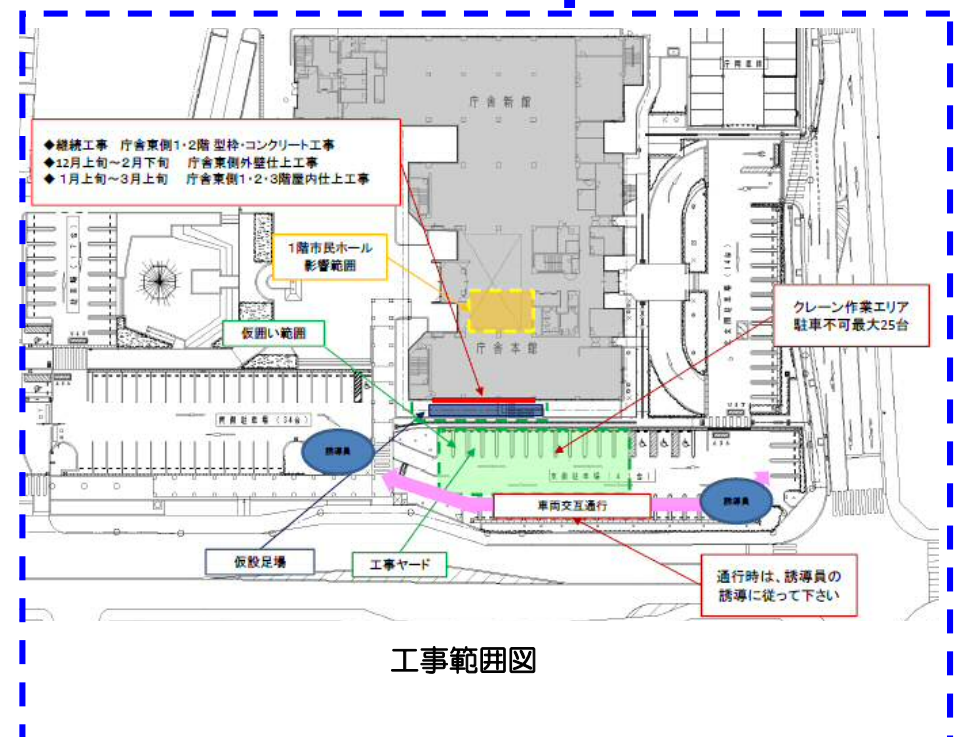 庁用車庫
庁舎新館
◆継続工事　庁舎東側1・2階 型枠・コンクリート工事
◆12月上旬～2月下旬　庁舎東側外壁仕上工事
◆ 1月上旬～3月上旬　庁舎東側1・2・3階屋内仕上工事
1階市民ホール
影響範囲
クレーン作業エリア
駐車不可最大25台
仮囲い範囲
庁舎本館
誘導員
誘導員
車両交互通行
仮設足場
工事ヤード
通行時は、誘導員の
誘導に従って下さい
工事範囲図